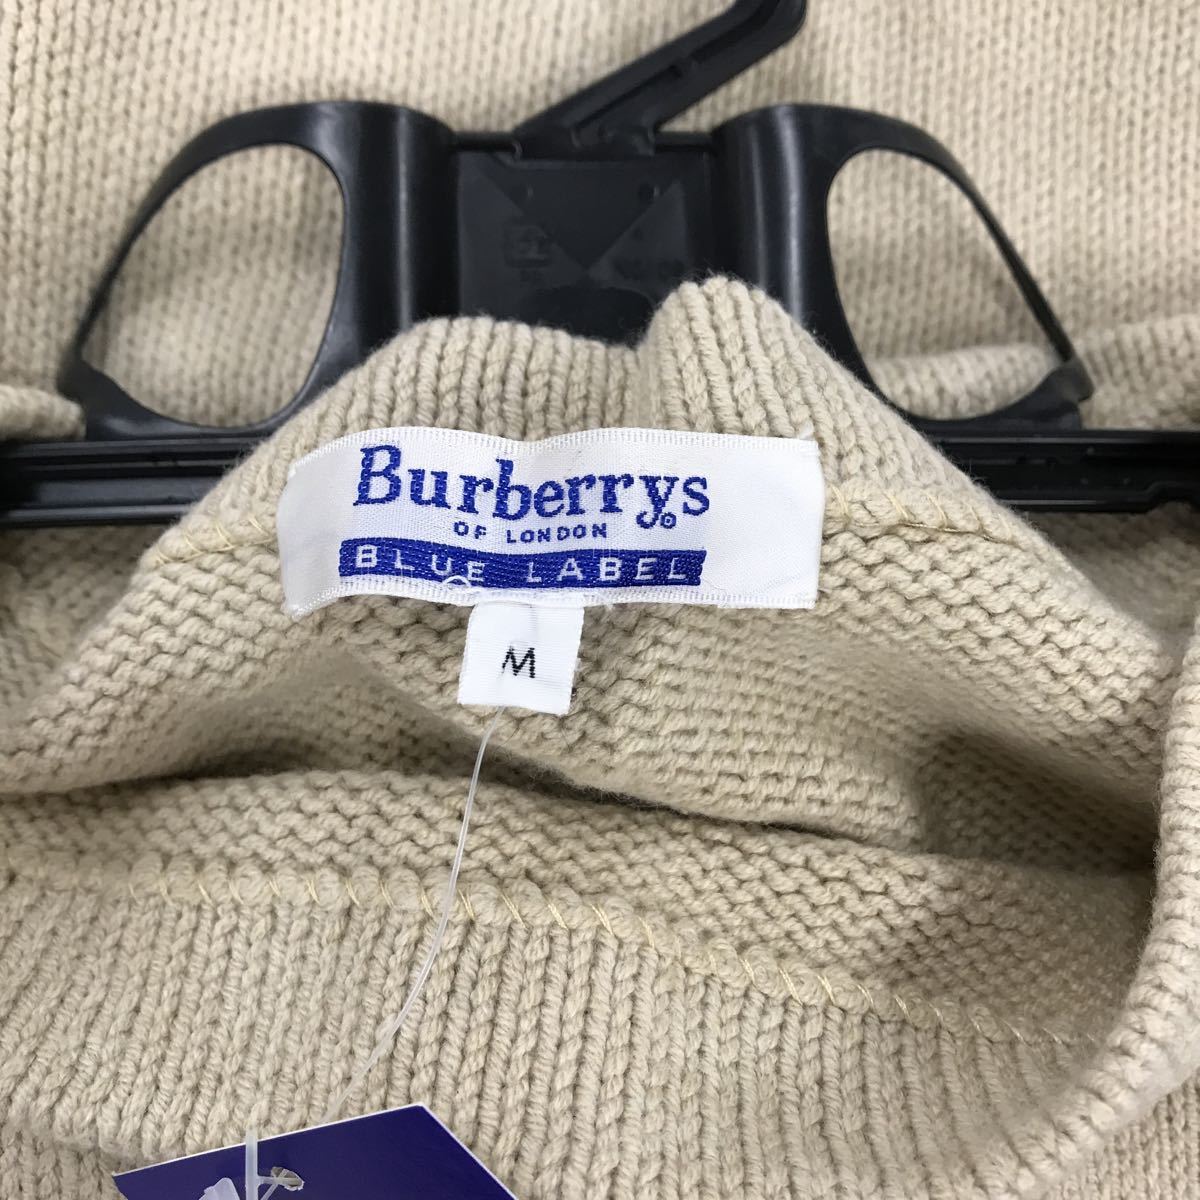 Burberrys
OF LONDON
BLUE LABEL
M